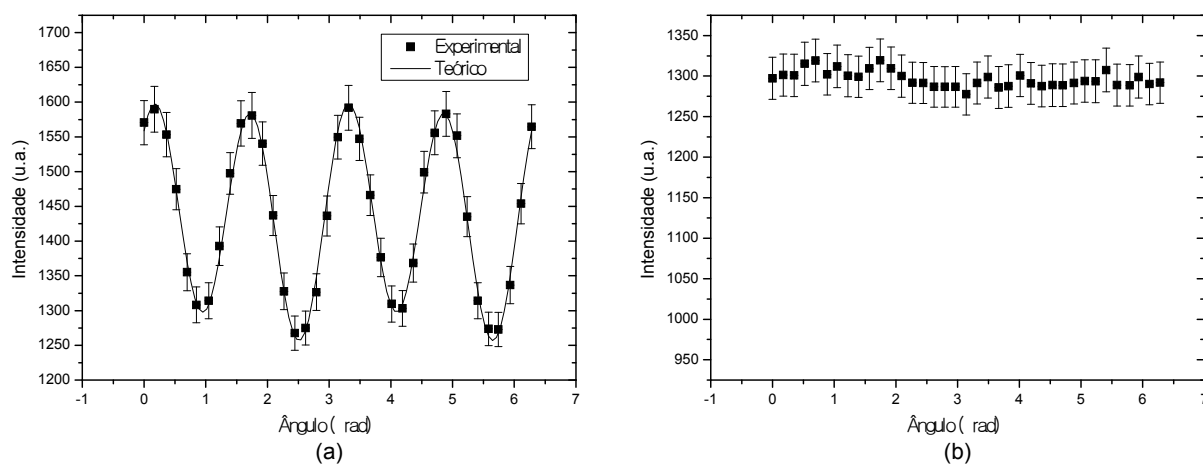 1700
1650
1600
1550
1500
1450
1400
1350
1300
1250
1200
Intensidade (u.a.)
Experimental
Teórico
-1 0 1 2 3 4 5 6 7
Ângulo ( rad)
(a)
1350
1300
1250
1200
1150
1100
1050
1000
950
Intensidade (u.a.)
-1 0 1 2 3 4 5 6 7
Ângulo ( rad)
(b)